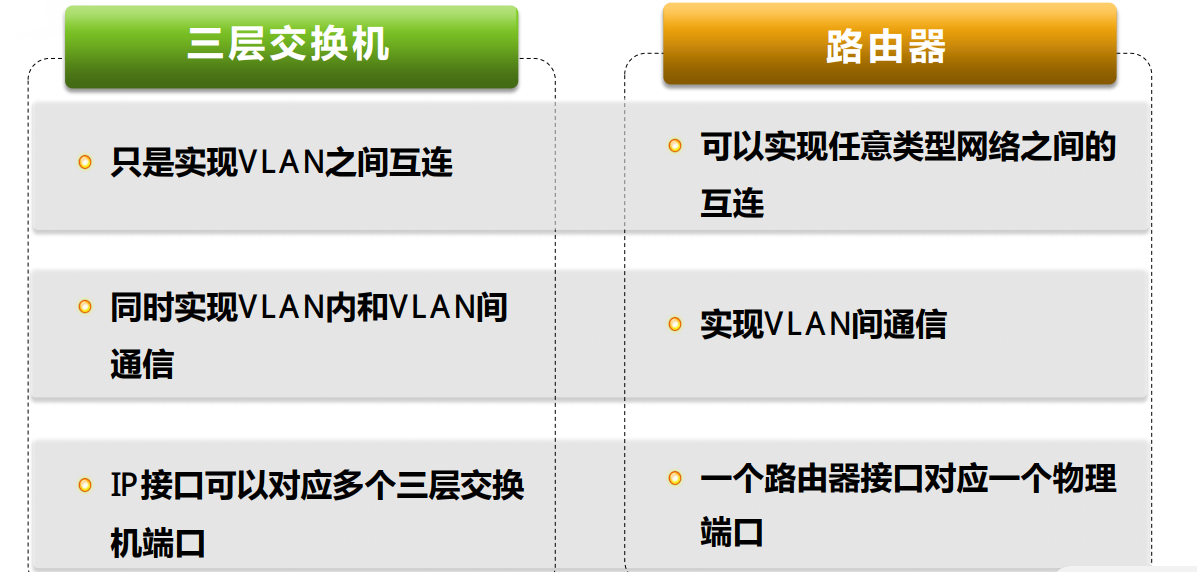 三层交换机
路由器
只是实现VLAN之间互连
可以实现任意类型网络之间的
互连
同时实现VLAN内和VLAN间
通信
实现VLAN间通信
IP接口可以对应多个三层交换
机端口
一个路由器接口对应一个物理
端口